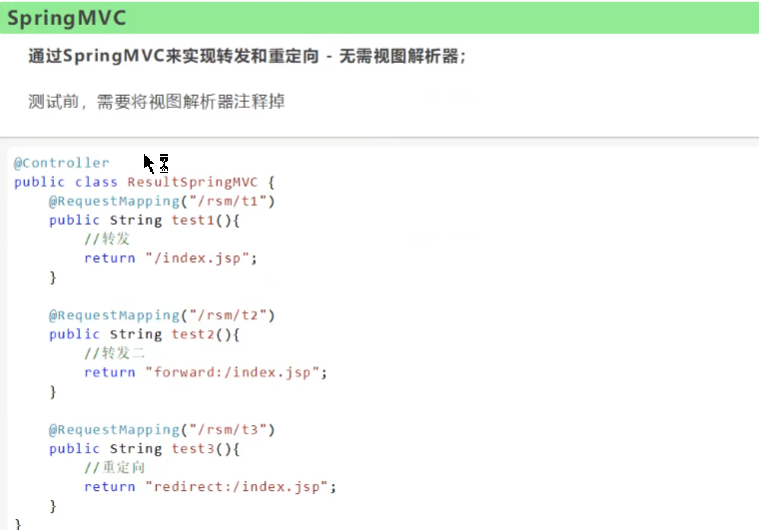 SpringMVC
通过SpringMVC来实现转发和重定向 - 无需视图解析器；
测试前，需要将视图解析器注释掉
@Controller
public class ResultSpringMVC {
    @RequestMapping("/rsm/t1")
    public String test1(){
        //转发
        return "/index.jsp";
    }

    @RequestMapping("/rsm/t2")
    public String test2(){
        //转发二
        return "forward:/index.jsp";
    }

    @RequestMapping("/rsm/t3")
    public String test3(){
        //重定向
        return "redirect:/index.jsp";
    }
}